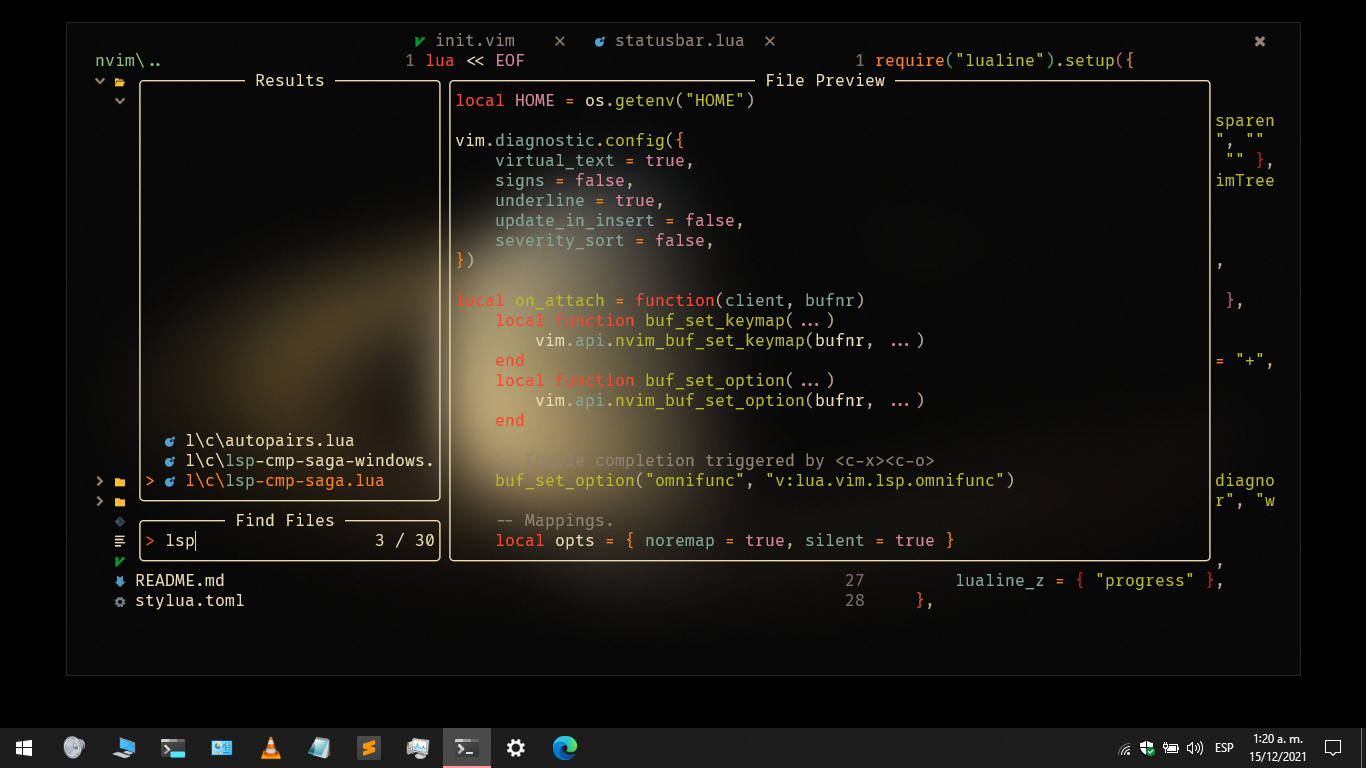 init.vim × statusbar.lua ×
nvim\..
1 lua << EOF
1 require("lualine").setup({
Results
l\c\autopairs.lua
l\c\lsp-cmp-saga-windows.
> l\c\lsp-cmp-saga.lua
Find Files
> lsp 3 / 30
File Preview
local HOME = os.getenv("HOME")
vim.diagnostic.config({
virtual_text = true,
signs = false,
underline = true,
update_in_insert = false,
severity_sort = false,
})
local on_attach = function(client, bufnr)
local function buf_set_keymap(...)
vim.api.nvim_buf_set_keymap(bufnr, ...)
end
local function buf_set_option(...)
vim.api.nvim_buf_set_option(bufnr, ...)
end
-- Enable completion triggered by <c-x><c-o>
buf_set_option("omnifunc", "v:lua.vim.lsp.omnifunc")
-- Mappings.
local opts = { noremap = true, silent = true }
sparen
", ""
"" },
imTree
,
},
= "+",
diagno
r", "w
,
README.md
stylua.toml
27 lualine_z = { "progress" },
28 },
ESP
1:20 a. m.
15/12/2021